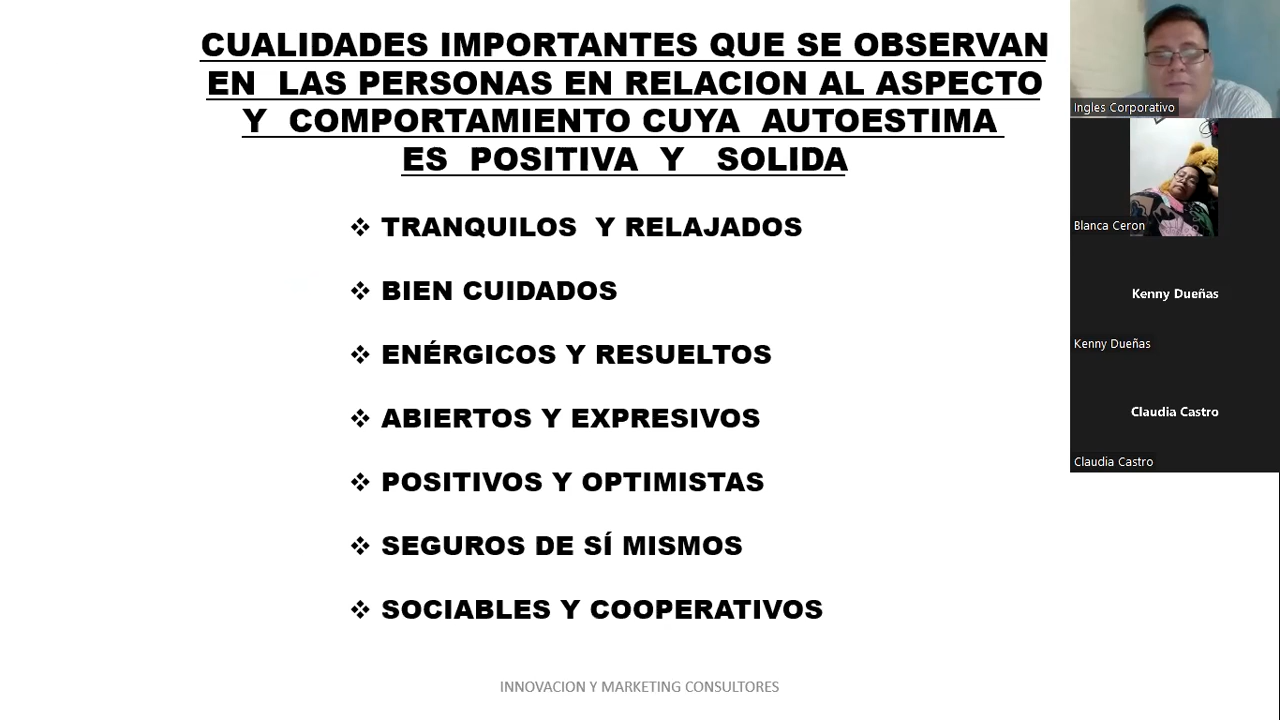 CUALIDADES IMPORTANTES QUE SE OBSERVAN
EN LAS PERSONAS EN RELACION AL ASPECTO
Y COMPORTAMIENTO CUYA AUTOESTIMA
ES POSITIVA Y SOLIDA
❖ TRANQUILOS Y RELAJADOS
❖ BIEN CUIDADOS
❖ ENÉRGICOS Y RESUELTOS
❖ ABIERTOS Y EXPRESIVOS
❖ POSITIVOS Y OPTIMISTAS
❖ SEGUROS DE SÍ MISMOS
❖ SOCIABLES Y COOPERATIVOS
INNOVACION Y MARKETING CONSULTORES
Ingles Corporativo
Blanca Ceron
Kenny Dueñas
Kenny Dueñas
Claudia Castro
Claudia Castro